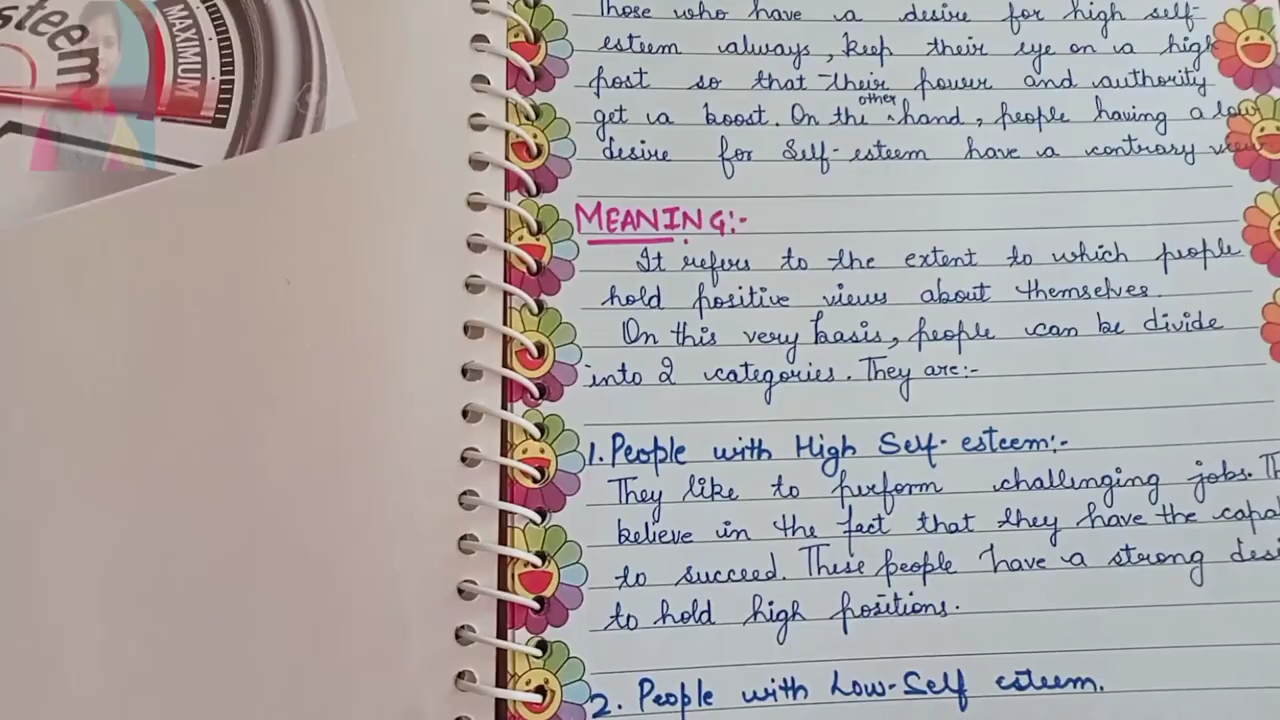 steem
MAXIMUM
Those who have a desire for high self-
esteem always, keep their eye on a high
post so that their power and authority
get a boost. On the other hand, people having a low
desire for Self-esteem have a contrary view
MEANING:-
It refers to the extent to which people
hold positive views about themselves.
On this very basis, people can be divide
into 2 categories. They are:-
1. People with High Self-esteem:-
They like to perform challenging jobs. Th
believe in the fact that they have the capa
to succeed. These people have a strong desi
to hold high positions.
2. People with Low-Self esteem.